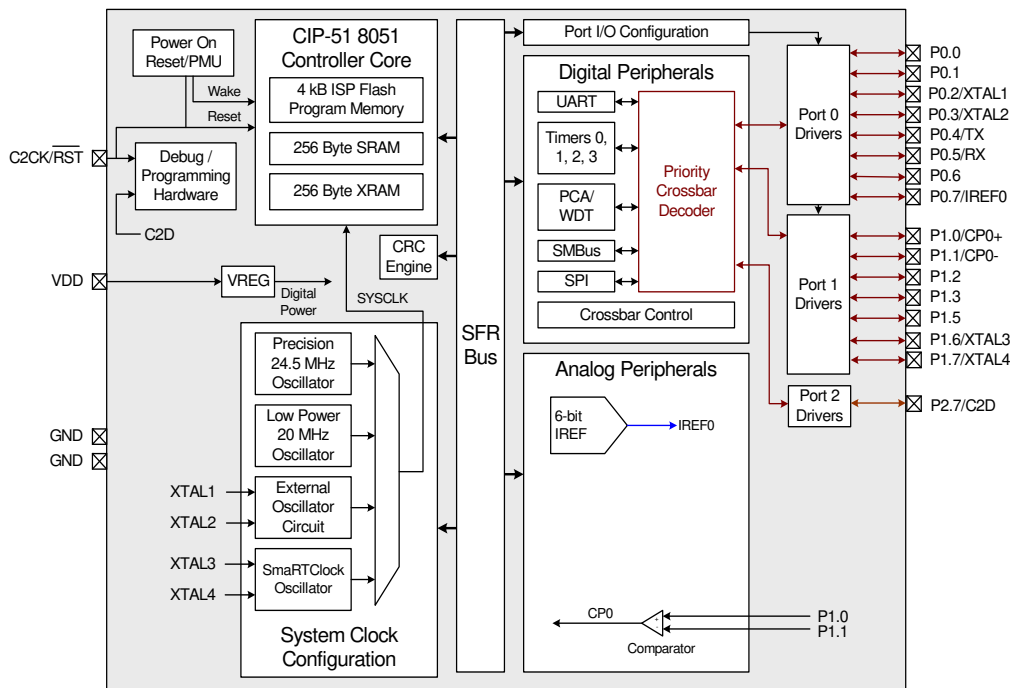 Power On
Reset/PMU
Wake
Reset
C2CK/RST
Debug /
Programming
Hardware
C2D
VDD
VREG
Digital
Power
GND
GND
CIP-51 8051
Controller Core
4 kB ISP Flash
Program Memory
256 Byte SRAM
256 Byte XRAM
CRC
Engine
SYSCLK
Precision
24.5 MHz
Oscillator
Low Power
20 MHz
Oscillator
XTAL1
XTAL2
External
Oscillator
Circuit
XTAL3
XTAL4
SmaRTClock
Oscillator
System Clock
Configuration
SFR
Bus
Port I/O Configuration
Digital Peripherals
UART
Timers 0,
1, 2, 3
PCA/
WDT
SMBus
SPI
Priority
Crossbar
Decoder
Crossbar Control
Analog Peripherals
6-bit
IREF
IREF0
CP0
+
-
Comparator
P1.0
P1.1
Port 0
Drivers
Port 1
Drivers
Port 2
Drivers
P0.0
P0.1
P0.2/XTAL1
P0.3/XTAL2
P0.4/TX
P0.5/RX
P0.6
P0.7/IREF0
P1.0/CP0+
P1.1/CP0-
P1.2
P1.3
P1.5
P1.6/XTAL3
P1.7/XTAL4
P2.7/C2D